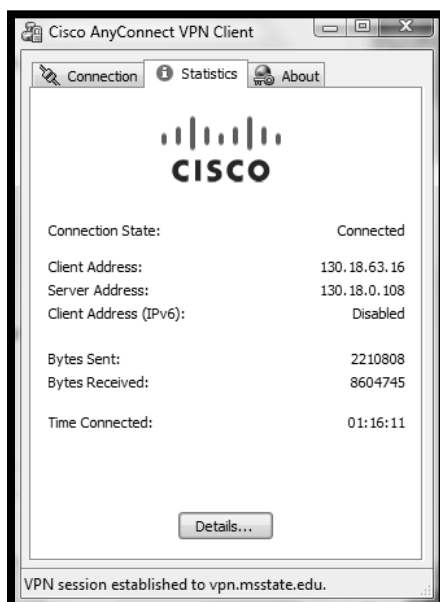 Cisco AnyConnect VPN Client
Connection Statistics About
CISCO
Connection State: Connected
Client Address: 130.18.63.16
Server Address: 130.18.0.108
Client Address (IPv6): Disabled
Bytes Sent: 2210808
Bytes Received: 8604745
Time Connected: 01:16:11
Details...
VPN session established to vpn.msstate.edu.